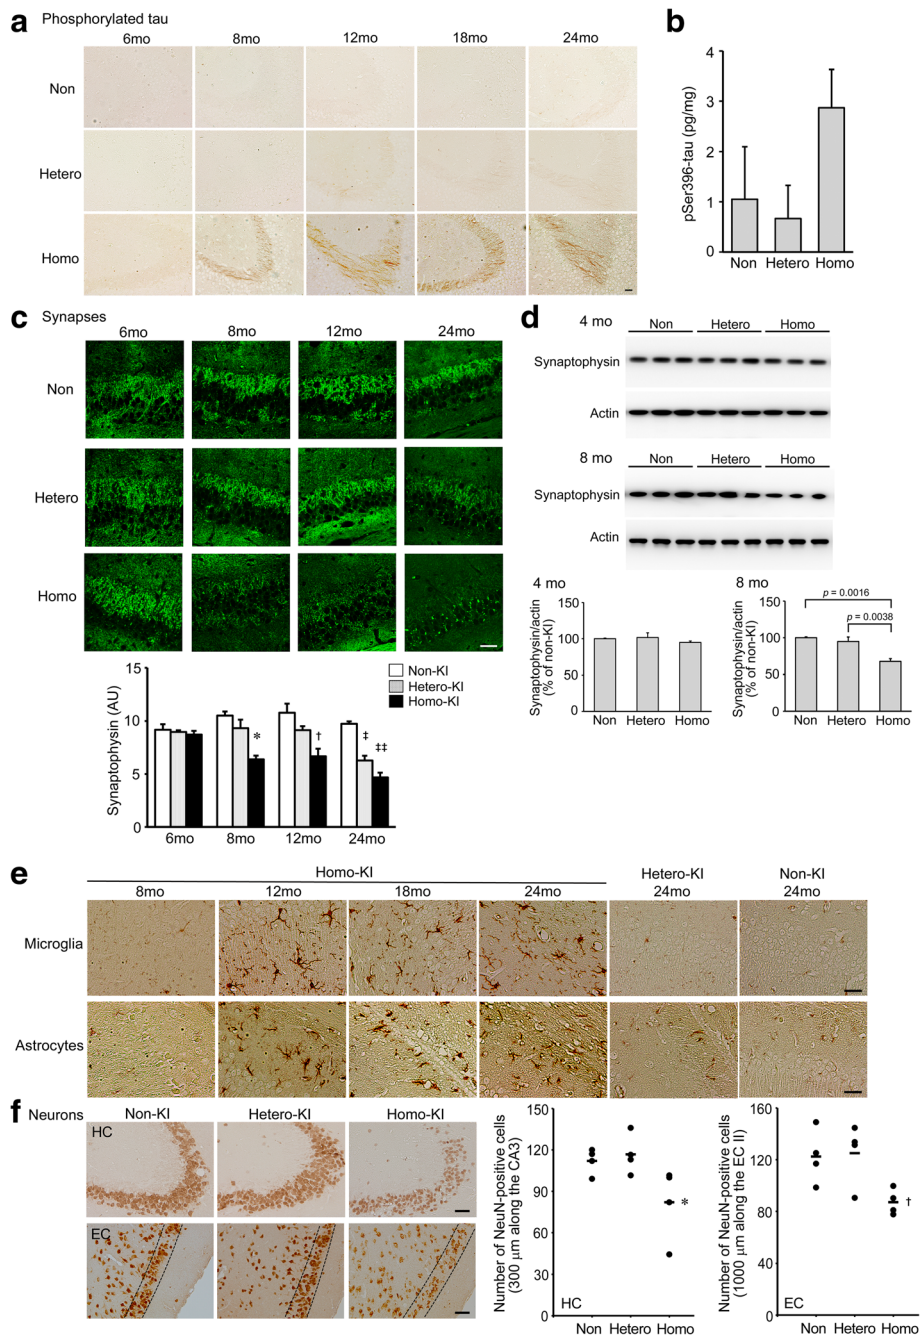 a Phosphorylated tau
6mo 8mo 12mo 18mo 24mo
Non
Hetero
Homo
b
pSer396-tau (pg/mg)
4
3
2
1
0
Non Hetero Homo
c Synapses
6mo 8mo 12mo 24mo
Non
Hetero
Homo
Synaptophysin (AU)
15
10
5
0
Non-KI
Hetero-KI
Homo-KI
* † ‡ ‡‡
6mo 8mo 12mo 24mo
d
4 mo
Non Hetero Homo
Synaptophysin
Actin
8 mo
Non Hetero Homo
Synaptophysin
Actin
4 mo
Synaptophysin/actin
(% of non-KI)
150
100
50
0
Non Hetero Homo
8 mo
Synaptophysin/actin
(% of non-KI)
150
100
50
0
p = 0.0016
p = 0.0038
Non Hetero Homo
e
Homo-KI
8mo 12mo 18mo 24mo
Hetero-KI
24mo
Non-KI
24mo
Microglia
Astrocytes
f Neurons
Non-KI Hetero-KI Homo-KI
HC
EC
Number of NeuN-positive cells
(300 µm along the CA3)
150
120
90
60
30
0
*
HC
Non Hetero Homo
Number of NeuN-positive cells
(1000 µm along the EC II)
160
120
80
40
0
†
EC
Non Hetero Homo